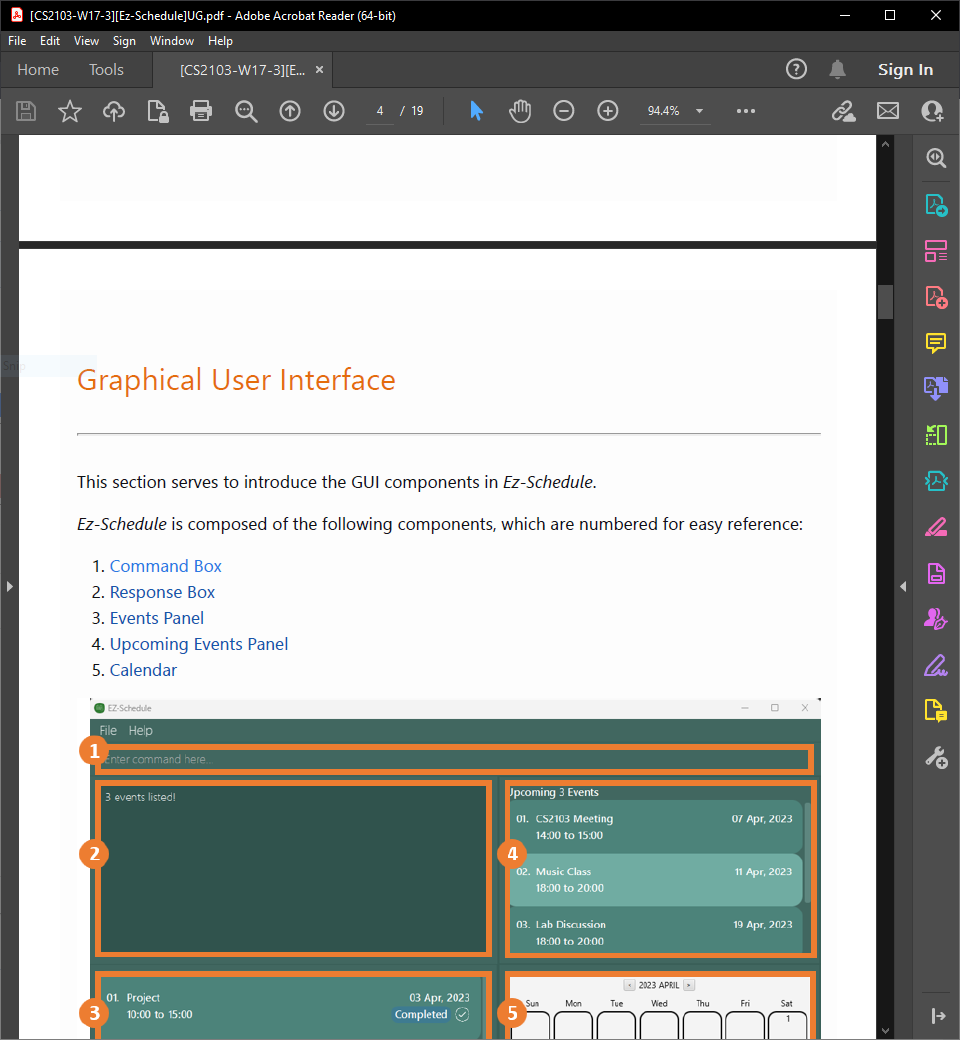 [CS2103-W17-3][Ez-Schedule]UG.pdf - Adobe Acrobat Reader (64-bit)
File Edit View Sign Window Help
Home Tools [CS2103-W17-3][E... × Sign In
4 / 19 94.4%
Graphical User Interface
This section serves to introduce the GUI components in Ez-Schedule.
Ez-Schedule is composed of the following components, which are numbered for easy reference:
1. Command Box
2. Response Box
3. Events Panel
4. Upcoming Events Panel
5. Calendar
EZ-Schedule
File Help
1
Enter command here...
3 events listed!
2
Upcoming 3 Events
01. CS2103 Meeting 07 Apr, 2023
14:00 to 15:00
4
02. Music Class 11 Apr, 2023
18:00 to 20:00
03. Lab Discussion 19 Apr, 2023
18:00 to 20:00
01. Project 03 Apr, 2023
3
10:00 to 15:00 Completed
2023 APRIL
Sun Mon Tue Wed Thu Fri Sat
5
1